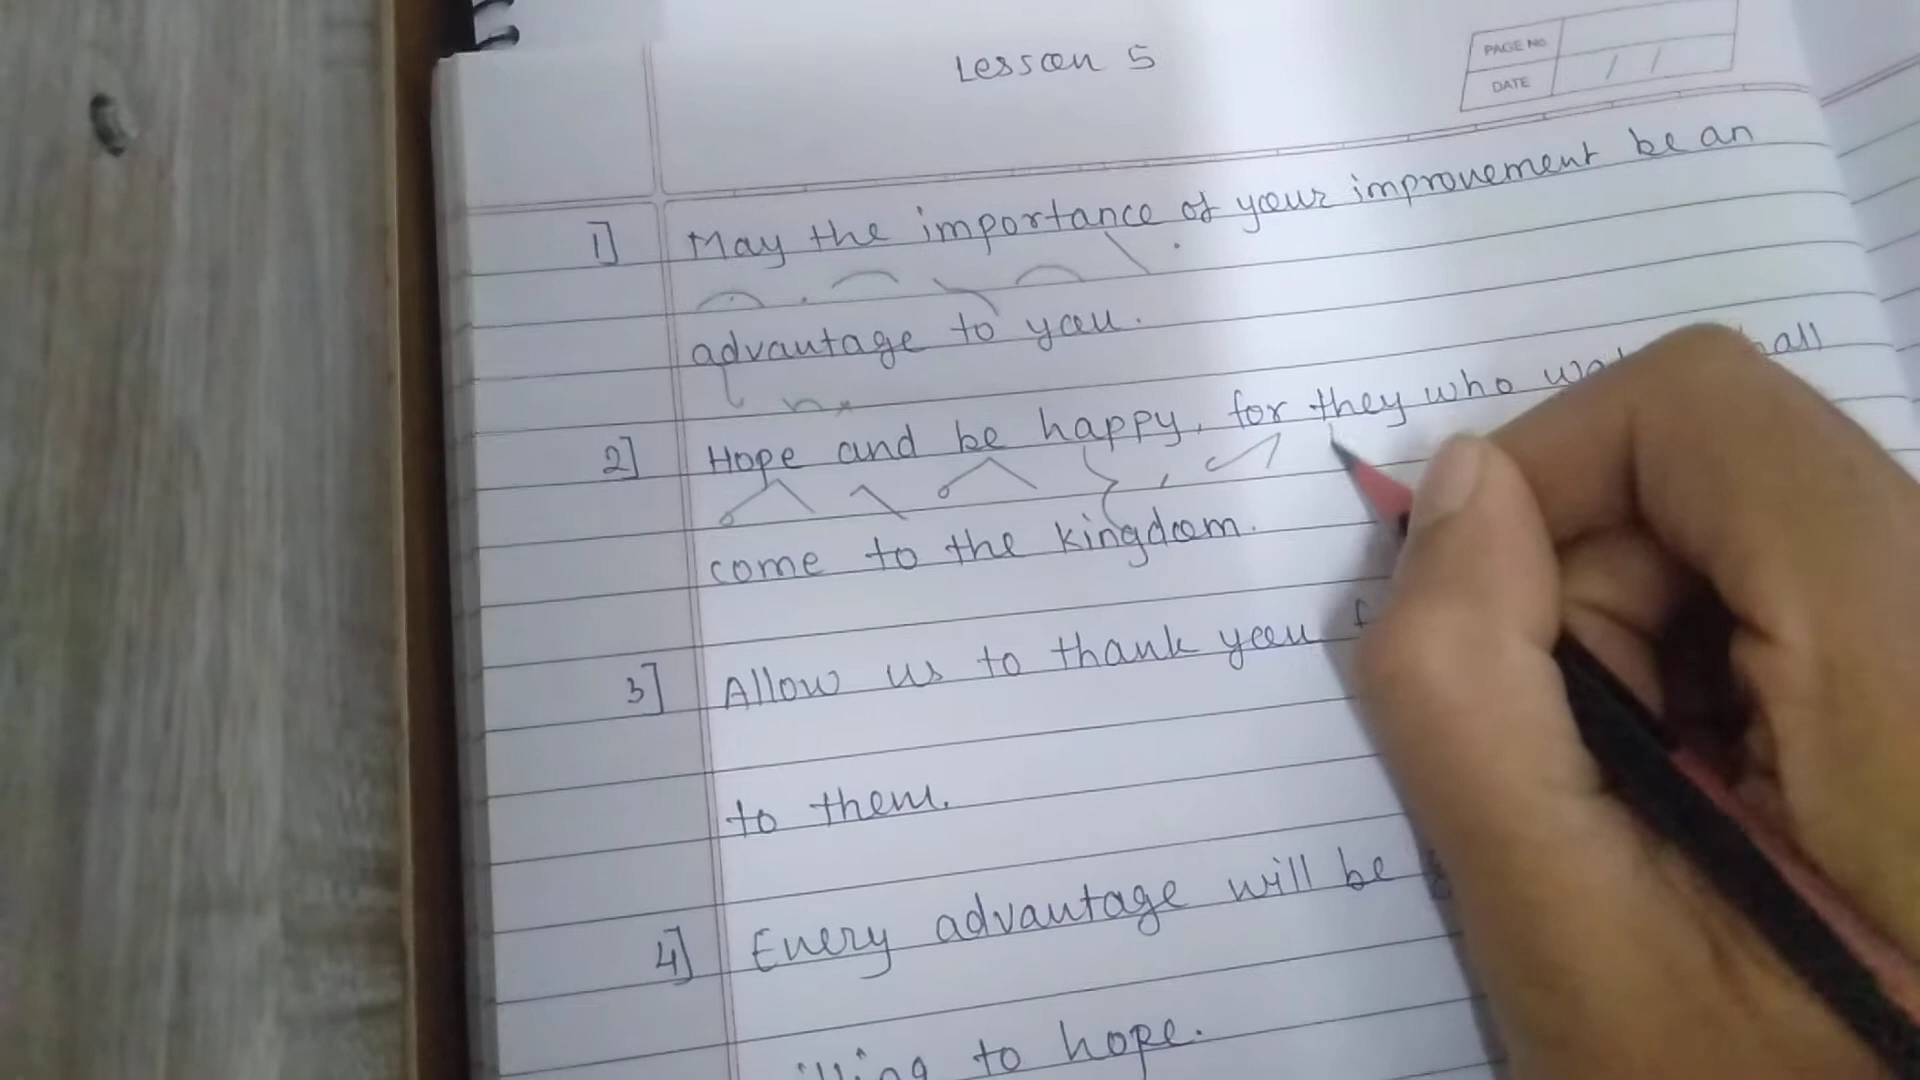 Lesson 5
PAGE No.
DATE / /
1] May the importance of your improvement be an
advantage to you.
2] Hope and be happy, for they who
come to the kingdom.
3] Allow us to thank you
to them.
4] Every advantage will be
to hope.